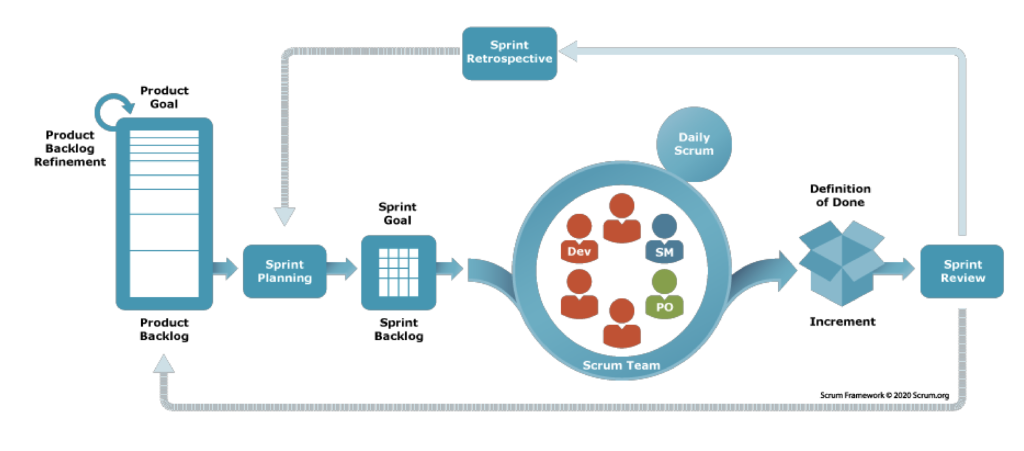 Sprint
Retrospective
Product
Goal
Daily
Scrum
Product
Backlog
Refinement
Definition
of Done
Sprint
Goal
Dev
SM
Sprint
Planning
Sprint
Review
PO
Product
Backlog
Sprint
Backlog
Increment
Scrum Team
Scrum Framework © 2020 Scrum.org